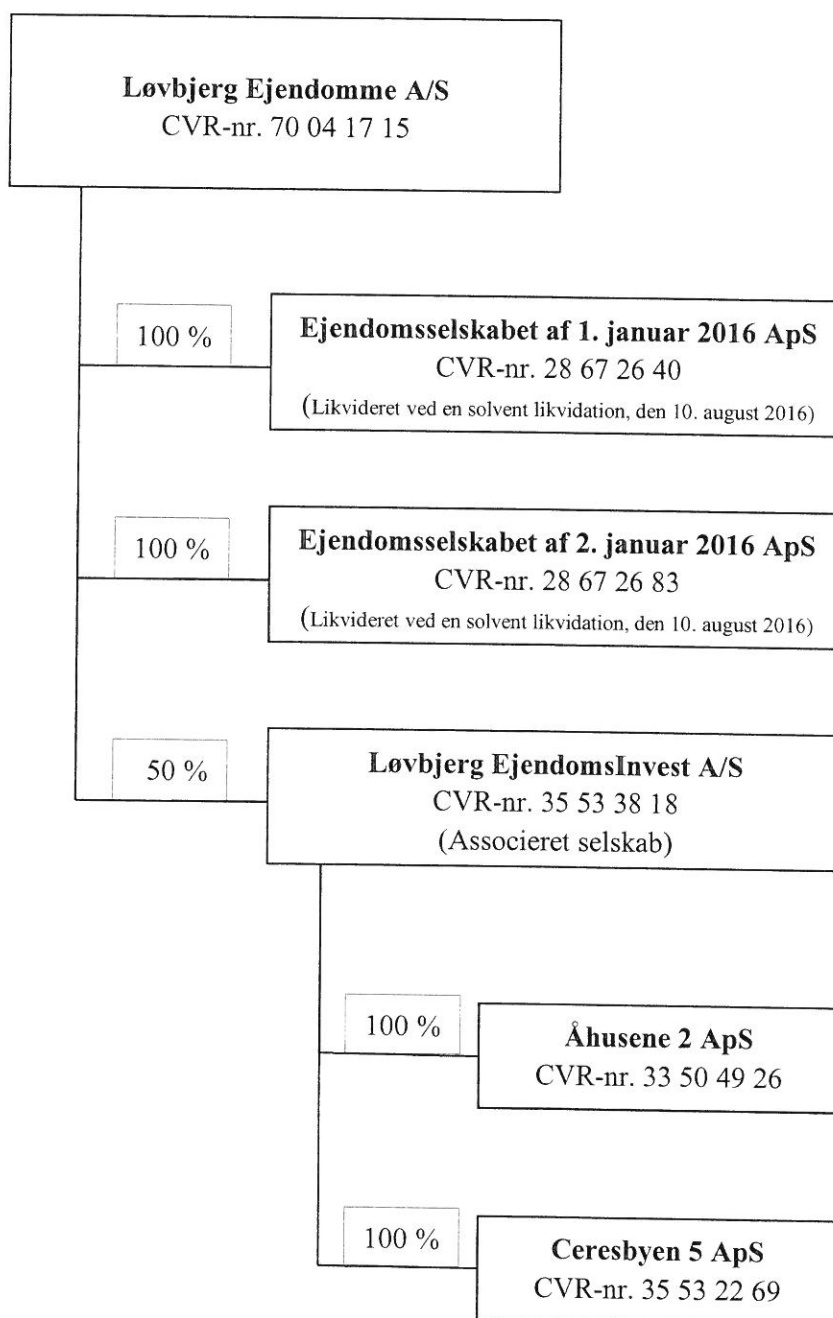 Løvbjerg Ejendomme A/S
CVR-nr. 70 04 17 15
100 %
Ejendomsselskabet af 1. januar 2016 ApS
CVR-nr. 28 67 26 40
(Likvideret ved en solvent likvidation, den 10. august 2016)
100 %
Ejendomsselskabet af 2. januar 2016 ApS
CVR-nr. 28 67 26 83
(Likvideret ved en solvent likvidation, den 10. august 2016)
50 %
Løvbjerg EjendomsInvest A/S
CVR-nr. 35 53 38 18
(Associeret selskab)
100 %
Åhusene 2 ApS
CVR-nr. 33 50 49 26
100 %
Ceresbyen 5 ApS
CVR-nr. 35 53 22 69